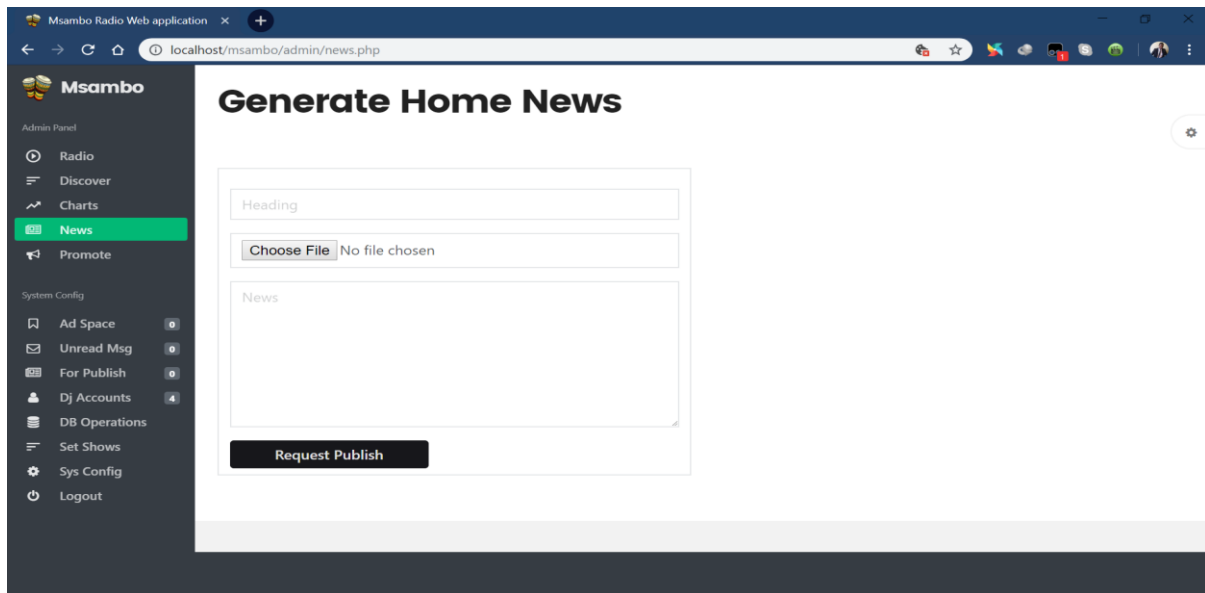 Msambo Radio Web application
localhost/msambo/admin/news.php
1
Msambo
Admin Panel
Radio
Discover
Charts
News
Promote
System Config
Ad Space 0
Unread Msg 0
For Publish 0
Dj Accounts 4
DB Operations
Set Shows
Sys Config
Logout
Generate Home News
Heading
Choose File No file chosen
News
Request Publish